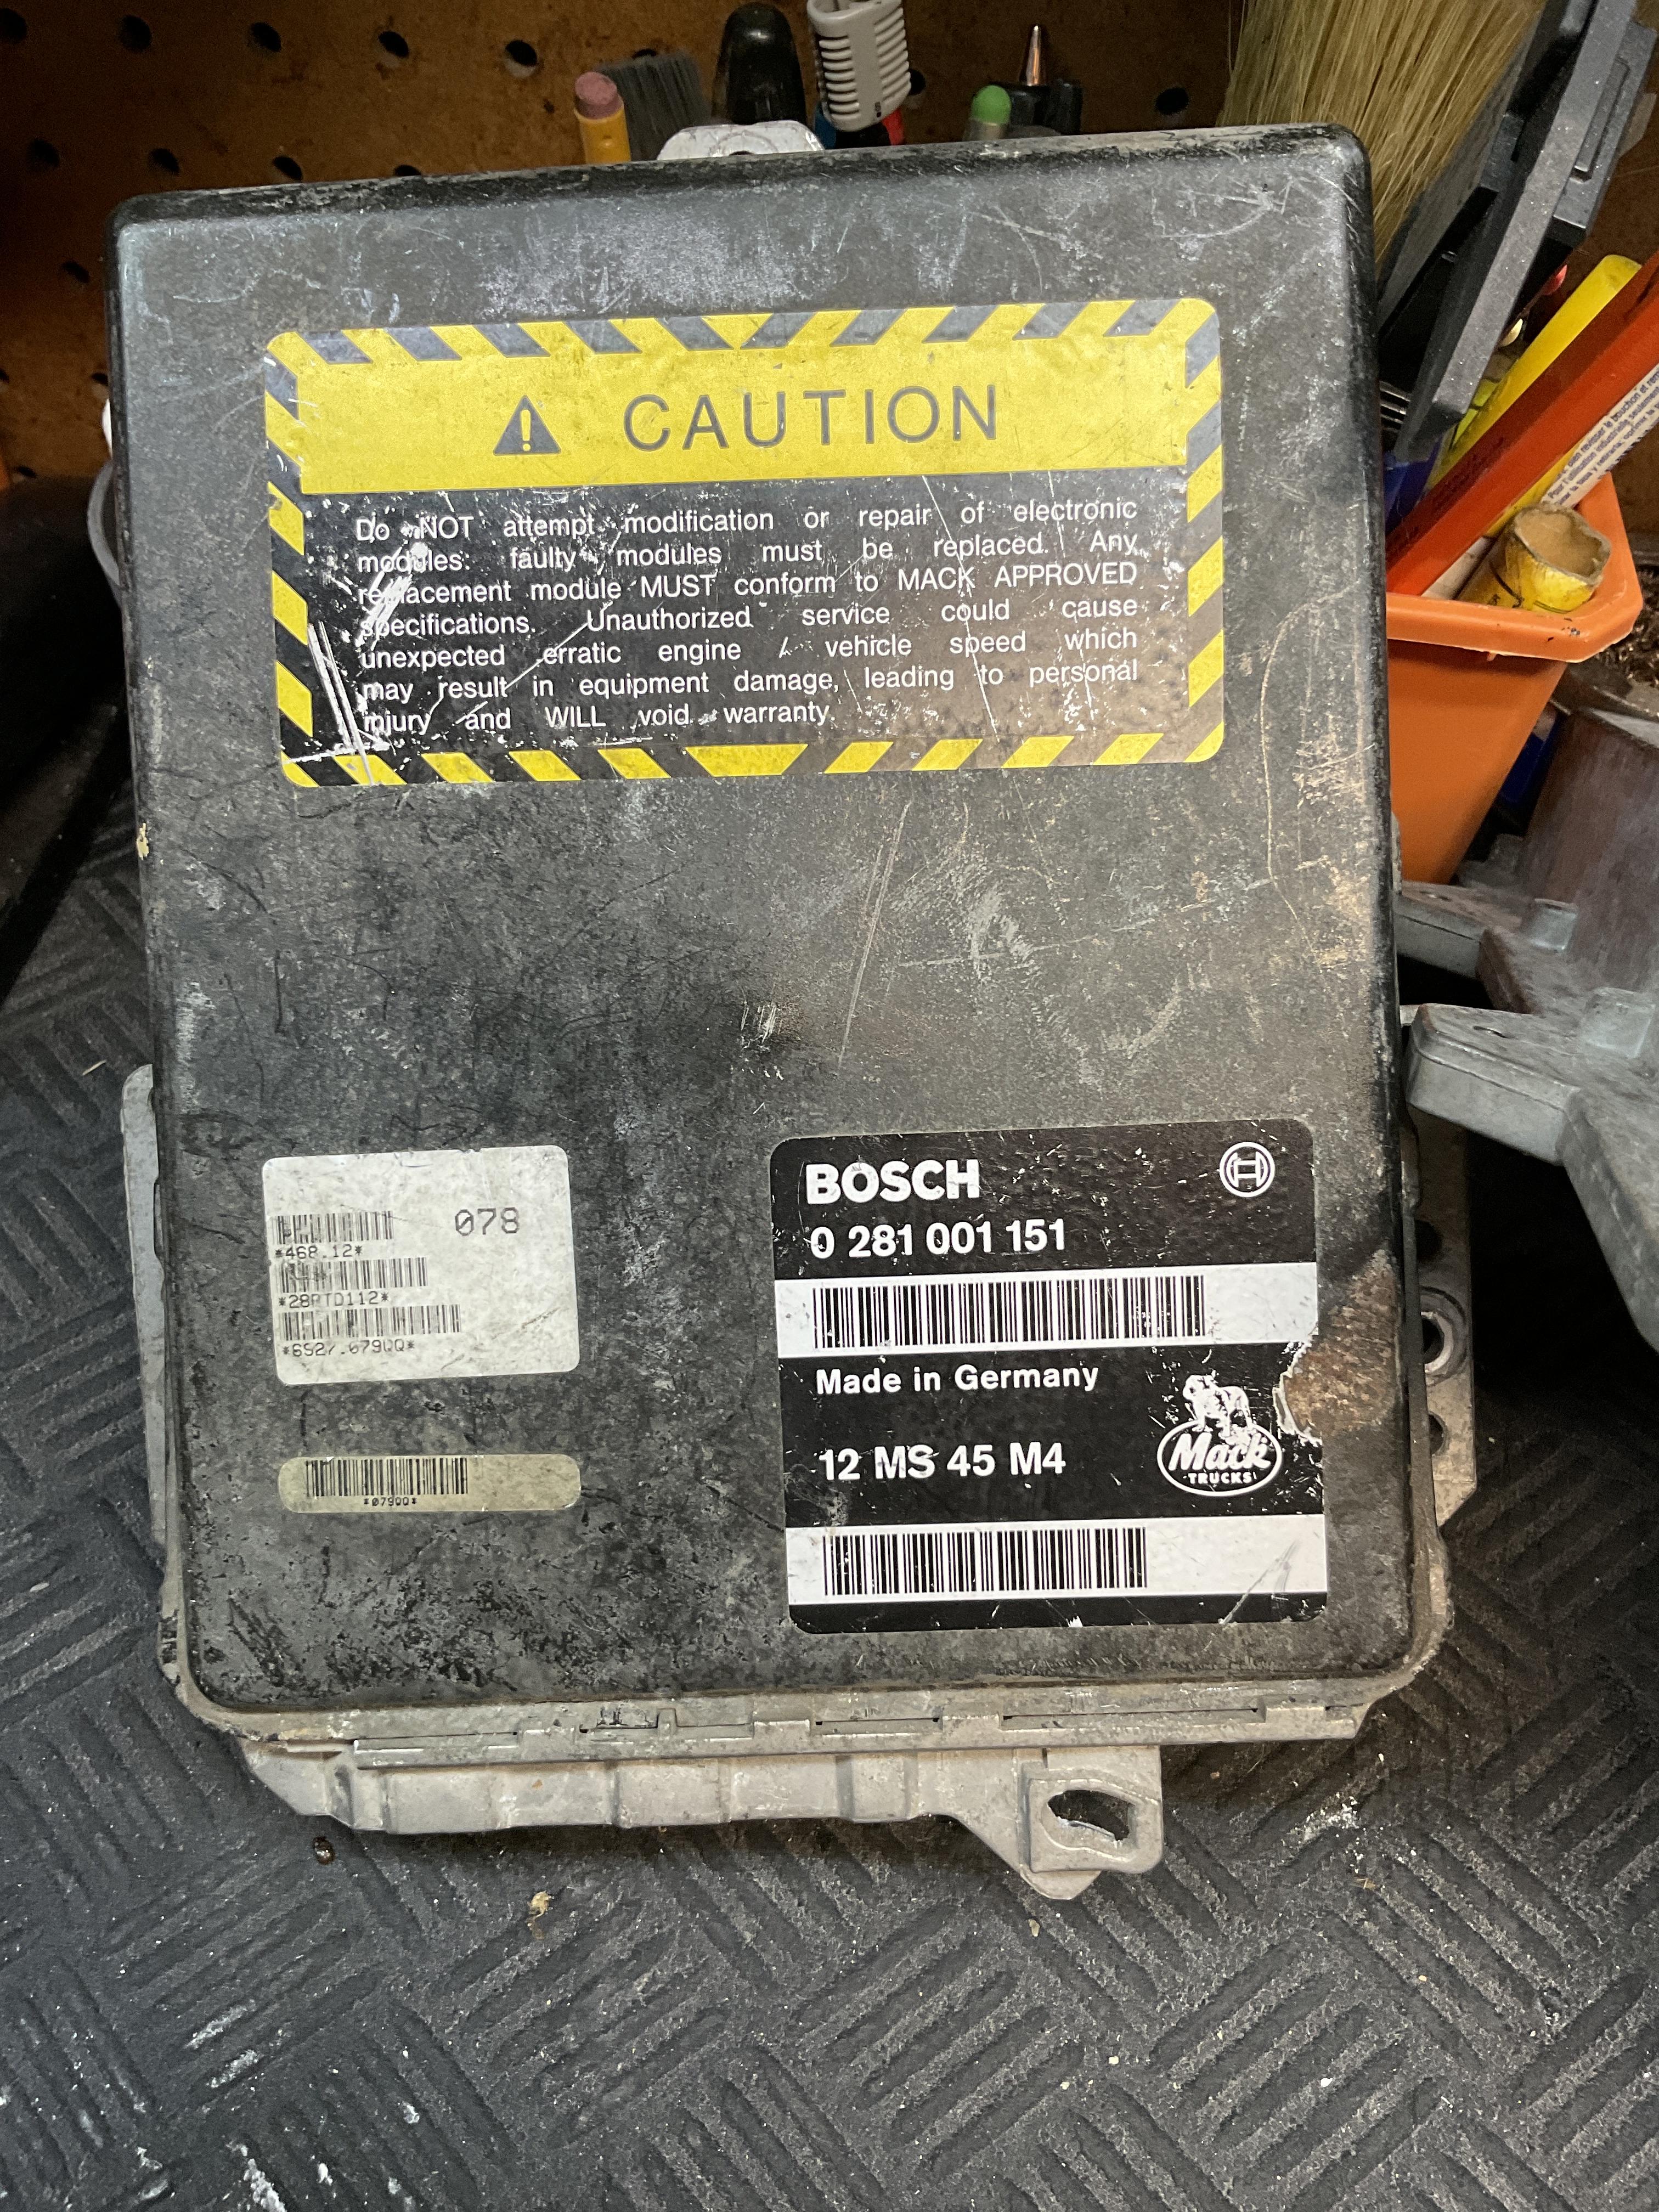 CAUTION
Do NOT attempt modification or repair of electronic
modules: faulty modules must be replaced. Any
replacement module MUST conform to MACK APPROVED
specifications. Unauthorized service could cause
unexpected erratic engine / vehicle speed which
may result in equipment damage, leading to personal
injury and WILL void warranty.
078
*468.12*
*28RTD112*
*6927.079QQ*
*079QQ*
BOSCH
0 281 001 151
Made in Germany
12 MS 45 M4
Mack
TRUCKS